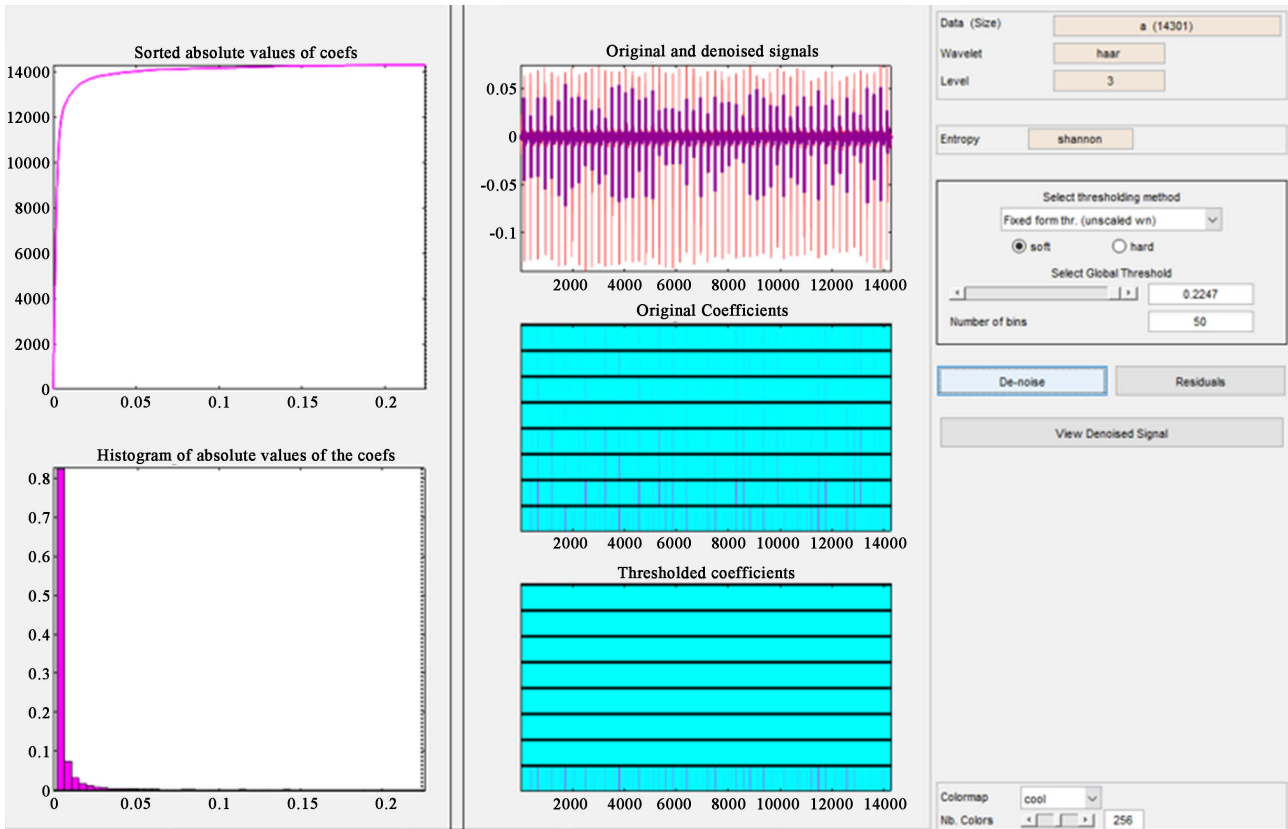 Sorted absolute values of coefs
14000
12000
10000
8000
6000
4000
2000
0
0 0.05 0.1 0.15 0.2
Histogram of absolute values of the coefs
0.8
0.7
0.6
0.5
0.4
0.3
0.2
0.1
0
0 0.05 0.1 0.15 0.2
Original and denoised signals
0.05
0
-0.05
-0.1
2000 4000 6000 8000 10000 12000 14000
Original Coefficients
2000 4000 6000 8000 10000 12000 14000
Thresholded coefficients
2000 4000 6000 8000 10000 12000 14000
Data (Size) a (14301)
Wavelet haar
Level 3
Entropy shannon
Select thresholding method
Fixed form thr. (unscaled wn)
soft hard
Select Global Threshold
0.2247
Number of bins 50
De-noise Residuals
View Denoised Signal
Colormap cool
Nb. Colors 256